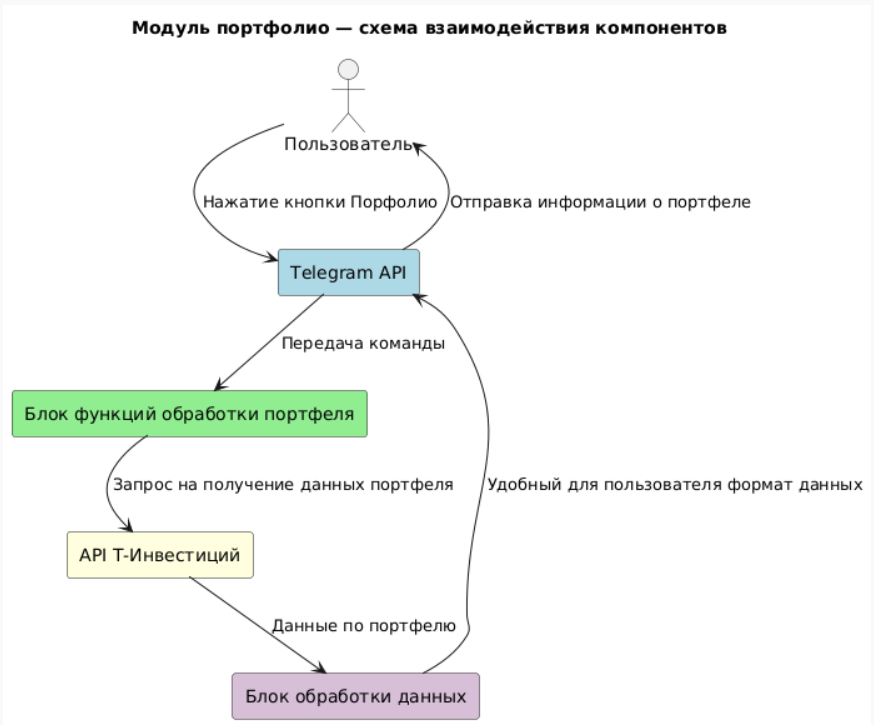 Модуль портфолио — схема взаимодействия компонентов
Пользователь
Нажатие кнопки Порфолио
Отправка информации о портфеле
Telegram API
Передача команды
Блок функций обработки портфеля
Запрос на получение данных портфеля
Удобный для пользователя формат данных
API Т-Инвестиций
Данные по портфелю
Блок обработки данных